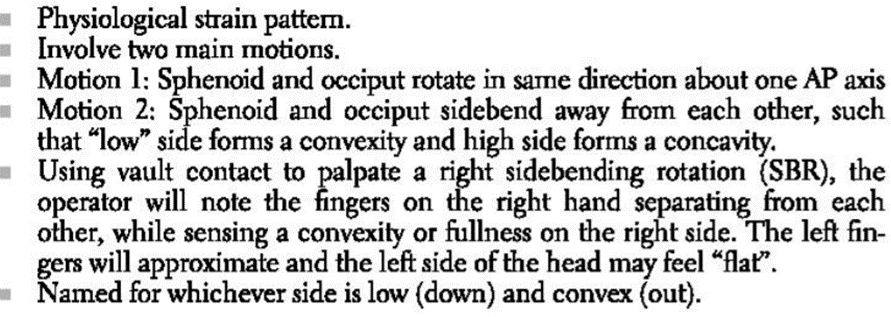 Physiological strain pattern.
Involve two main motions.
Motion 1: Sphenoid and occiput rotate in same direction about one AP axis
Motion 2: Sphenoid and occiput sidebend away from each other, such
that “low” side forms a convexity and high side forms a concavity.
Using vault contact to palpate a right sidebending rotation (SBR), the
operator will note the fingers on the right hand separating from each
other, while sensing a convexity or fullness on the right side. The left fin-
gers will approximate and the left side of the head may feel “flat”.
Named for whichever side is low (down) and convex (out).